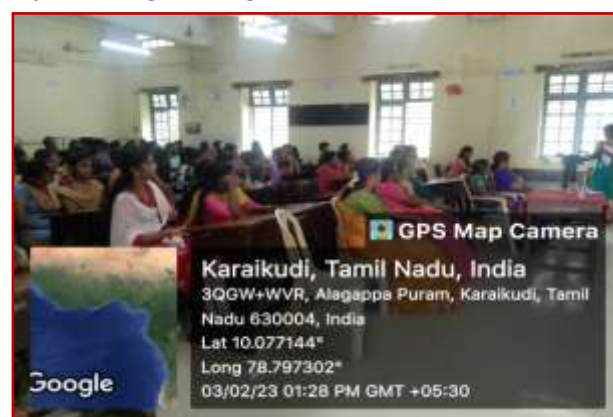 GPS Map Camera
Karaikudi, Tamil Nadu, India
3QGW+WVR, Alagappa Puram, Karaikudi, Tamil
Nadu 630004, India
Lat 10.077144°
Long 78.797302°
03/02/23 01:28 PM GMT +05:30
Google